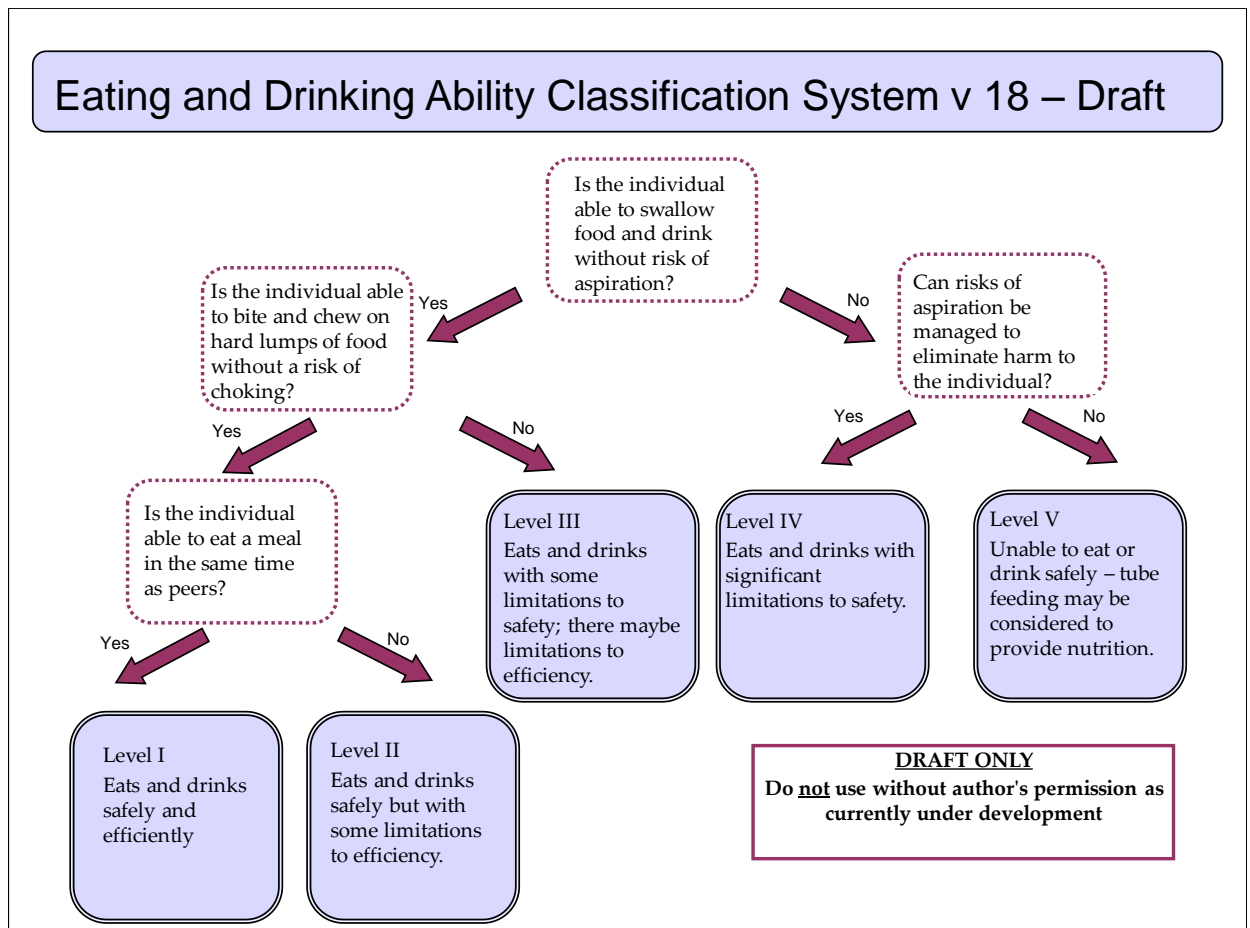 Eating and Drinking Ability Classification System v 18 – Draft
Is the individual
able to swallow
food and drink
without risk of
aspiration?
Yes
No
Is the individual able
to bite and chew on
hard lumps of food
without a risk of
choking?
Can risks of
aspiration be
managed to
eliminate harm to
the individual?
Yes
No
Yes
No
Is the individual
able to eat a meal
in the same time
as peers?
Level III
Eats and drinks
with some
limitations to
safety; there maybe
limitations to
efficiency.
Level IV
Eats and drinks with
significant
limitations to safety.
Level V
Unable to eat or
drink safely – tube
feeding may be
considered to
provide nutrition.
Yes
No
Level I
Eats and drinks
safely and
efficiently
Level II
Eats and drinks
safely but with
some limitations
to efficiency.
DRAFT ONLY
Do not use without author's permission as
currently under development